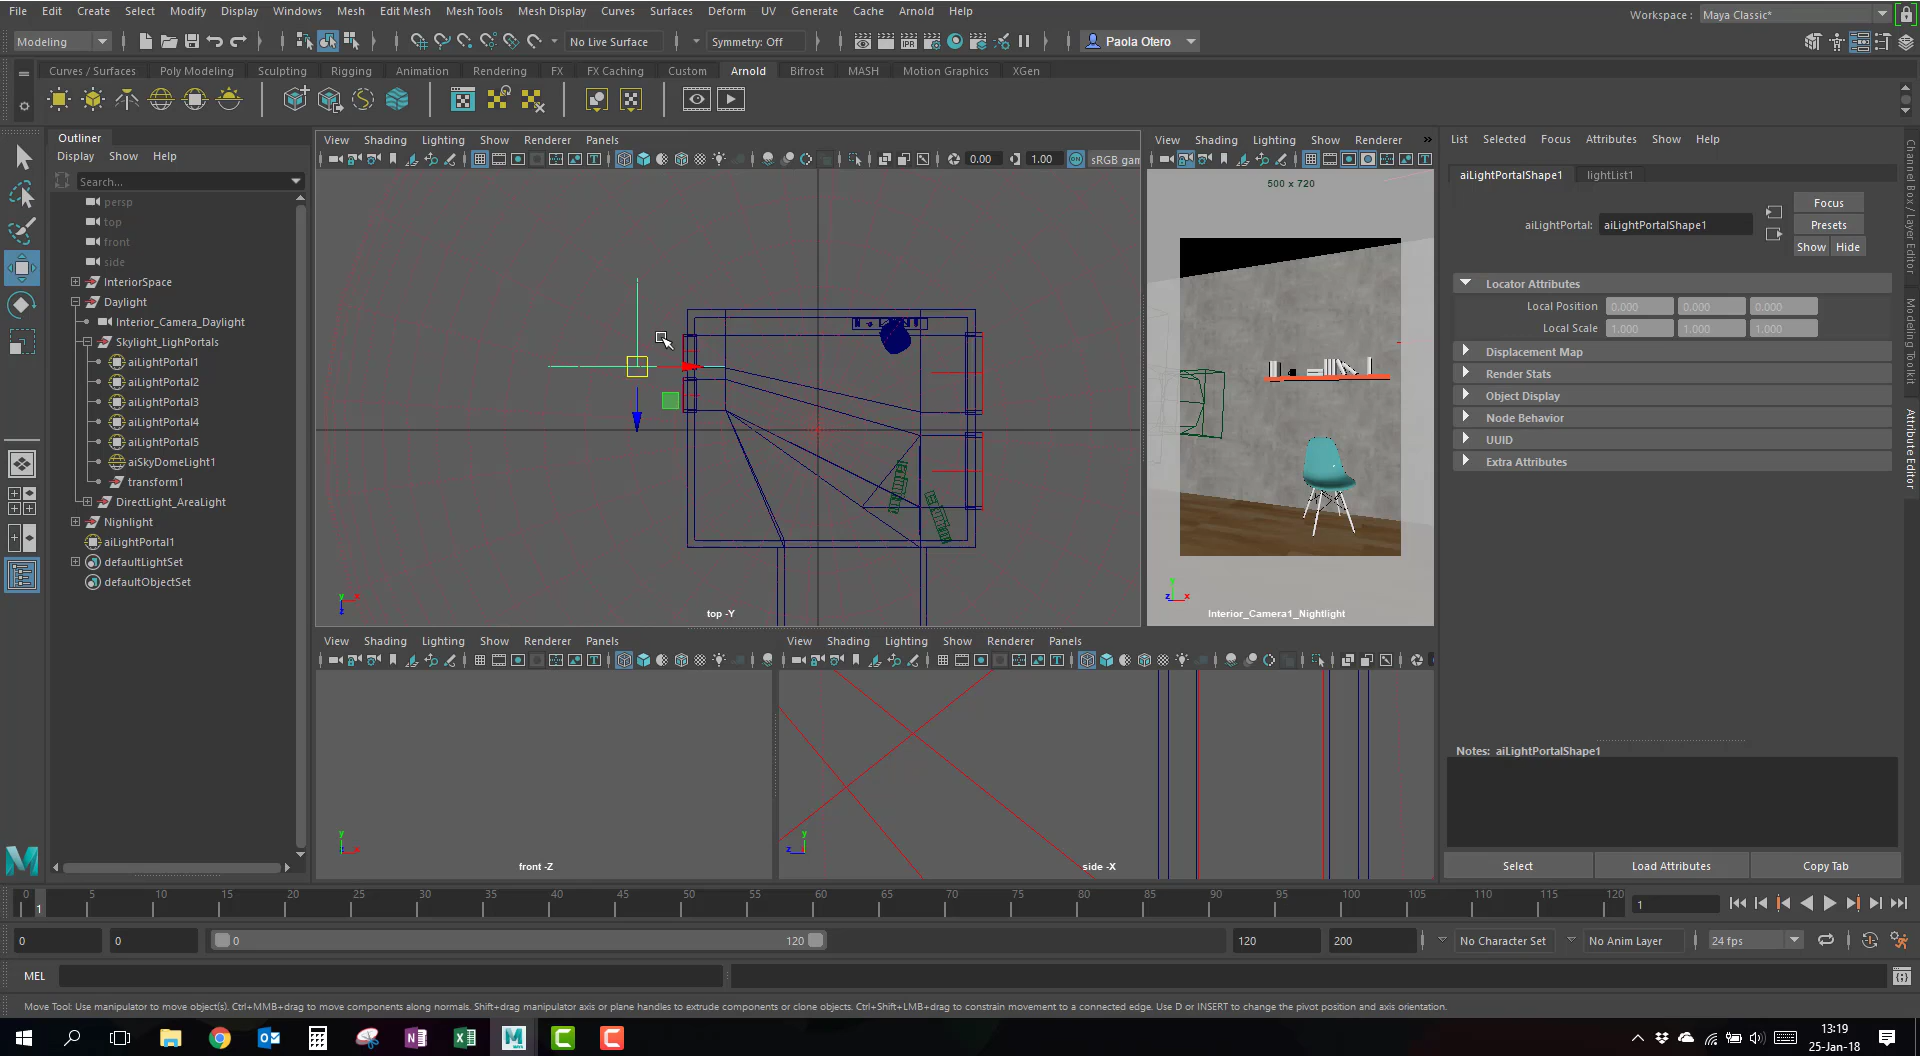 File Edit Create Select Modify Display Windows Mesh Edit Mesh Mesh Tools Mesh Display Curves Surfaces Deform UV Generate Cache Arnold Help
Workspace : Maya Classic*
Modeling No Live Surface Symmetry: Off Paola Otero
Curves / Surfaces Poly Modeling Sculpting Rigging Animation Rendering FX FX Caching Custom Arnold Bifrost MASH Motion Graphics XGen
Outliner
Display Show Help
Search...
persp
top
front
side
InteriorSpace
Daylight
Interior_Camera_Daylight
Skylight_LighPortals
aiLightPortal1
aiLightPortal2
aiLightPortal3
aiLightPortal4
aiLightPortal5
aiSkyDomeLight1
transform1
DirectLight_AreaLight
Nighlight
aiLightPortal1
defaultLightSet
defaultObjectSet
View Shading Lighting Show Renderer Panels
0.00 1.00 sRGB gam
top -Y
View Shading Lighting Show Renderer
500 x 720
Interior_Camera1_Nightlight
View Shading Lighting Show Renderer Panels
front -Z
View Shading Lighting Show Renderer Panels
side -X
List Selected Focus Attributes Show Help
aiLightPortalShape1 lightList1
aiLightPortal: aiLightPortalShape1
Focus
Presets
Show Hide
Locator Attributes
Local Position 0.000 0.000 0.000
Local Scale 1.000 1.000 1.000
Displacement Map
Render Stats
Object Display
Node Behavior
UUID
Extra Attributes
Notes: aiLightPortalShape1
Select Load Attributes Copy Tab
Channel Box / Layer Editor
Modeling Toolkit
Attribute Editor
0 5 10 15 20 25 30 35 40 45 50 55 60 65 70 75 80 85 90 95 100 105 110 115 120
1 1
0 0 0 120 120 200 No Character Set No Anim Layer 24 fps
MEL
Move Tool: Use manipulator to move object(s). Ctrl+MMB+drag to move components along normals. Shift+drag manipulator axis or plane handles to extrude components or clone objects. Ctrl+Shift+LMB+drag to constrain movement to a connected edge. Use D or INSERT to change the pivot position and axis orientation.
13:19
25-Jan-18